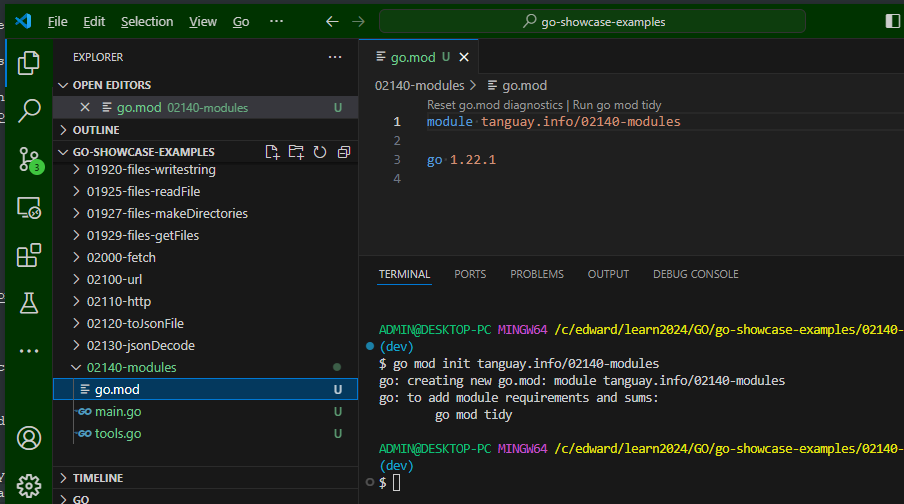 File Edit Selection View Go ··· go-showcase-examples
EXPLORER ···
OPEN EDITORS
go.mod 02140-modules U
OUTLINE
GO-SHOWCASE-EXAMPLES
01920-files-writestring
01925-files-readFile
01927-files-makeDirectories
01929-files-getFiles
02000-fetch
02100-url
02110-http
02120-toJsonFile
02130-jsonDecode
02140-modules
go.mod U
GO main.go U
GO tools.go U
TIMELINE
GO
3
go.mod U
02140-modules > go.mod
Reset go.mod diagnostics | Run go mod tidy
1 module tanguay.info/02140-modules
2
3 go 1.22.1
4
TERMINAL PORTS PROBLEMS OUTPUT DEBUG CONSOLE
ADMIN@DESKTOP-PC MINGW64 /c/edward/learn2024/GO/go-showcase-examples/02140-
(dev)
$ go mod init tanguay.info/02140-modules
go: creating new go.mod: module tanguay.info/02140-modules
go: to add module requirements and sums:
go mod tidy
ADMIN@DESKTOP-PC MINGW64 /c/edward/learn2024/GO/go-showcase-examples/02140-
(dev)
$